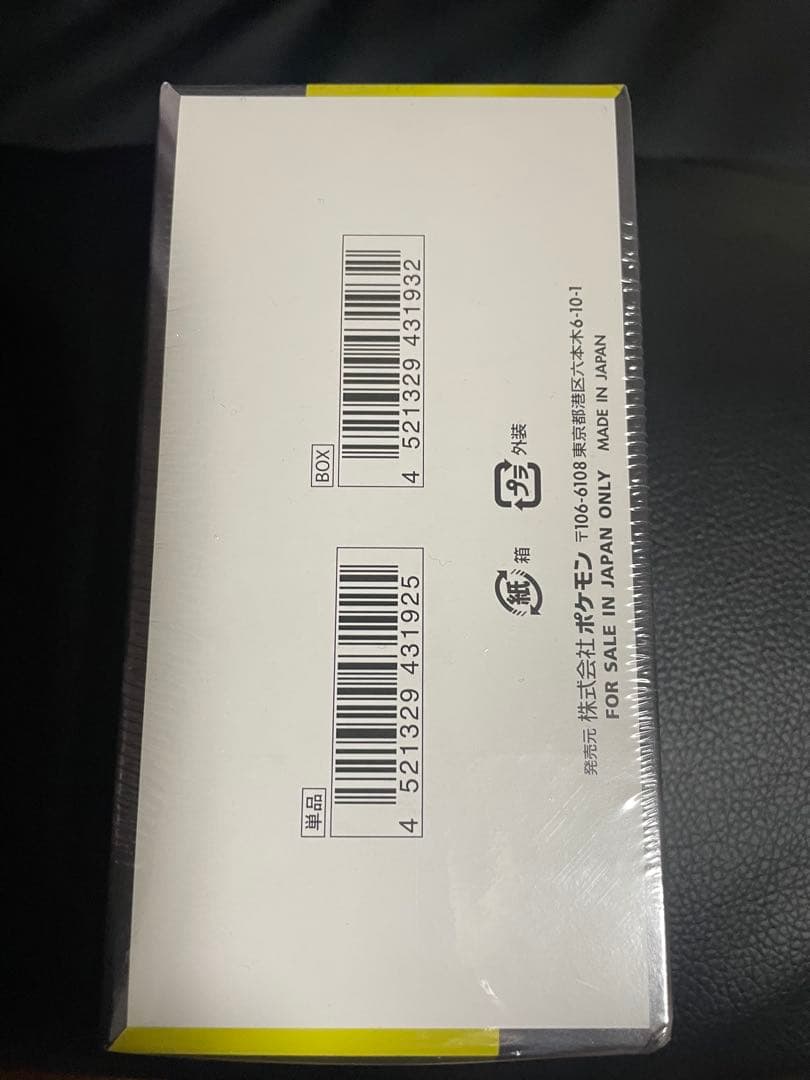 単品
4 521329 431925
BOX
4 521329 431932
紙 箱
プラ 外装
発売元 株式会社ポケモン 〒106-6108 東京都港区六本木6-10-1
FOR SALE IN JAPAN ONLY MADE IN JAPAN